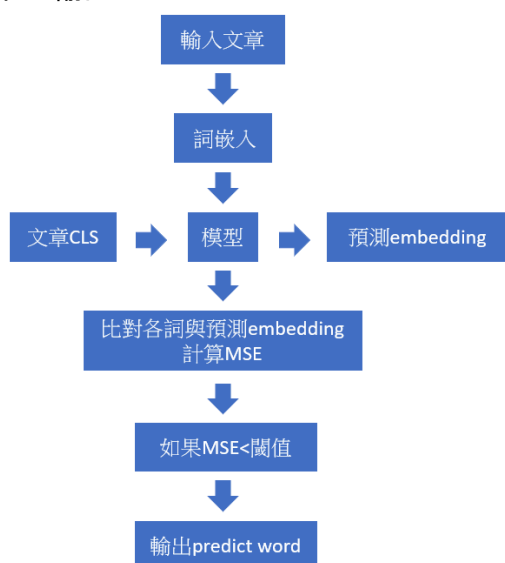 輸入文章
詞嵌入
文章CLS
模型
預測embedding
比對各詞與預測embedding
計算MSE
如果MSE<閾值
輸出predict word